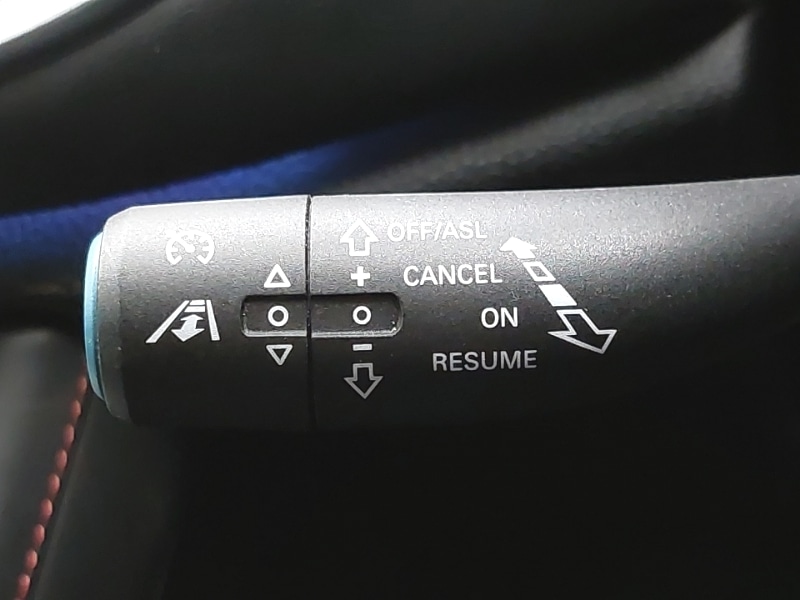 OFF/ASL
+ CANCEL
ON
- RESUME